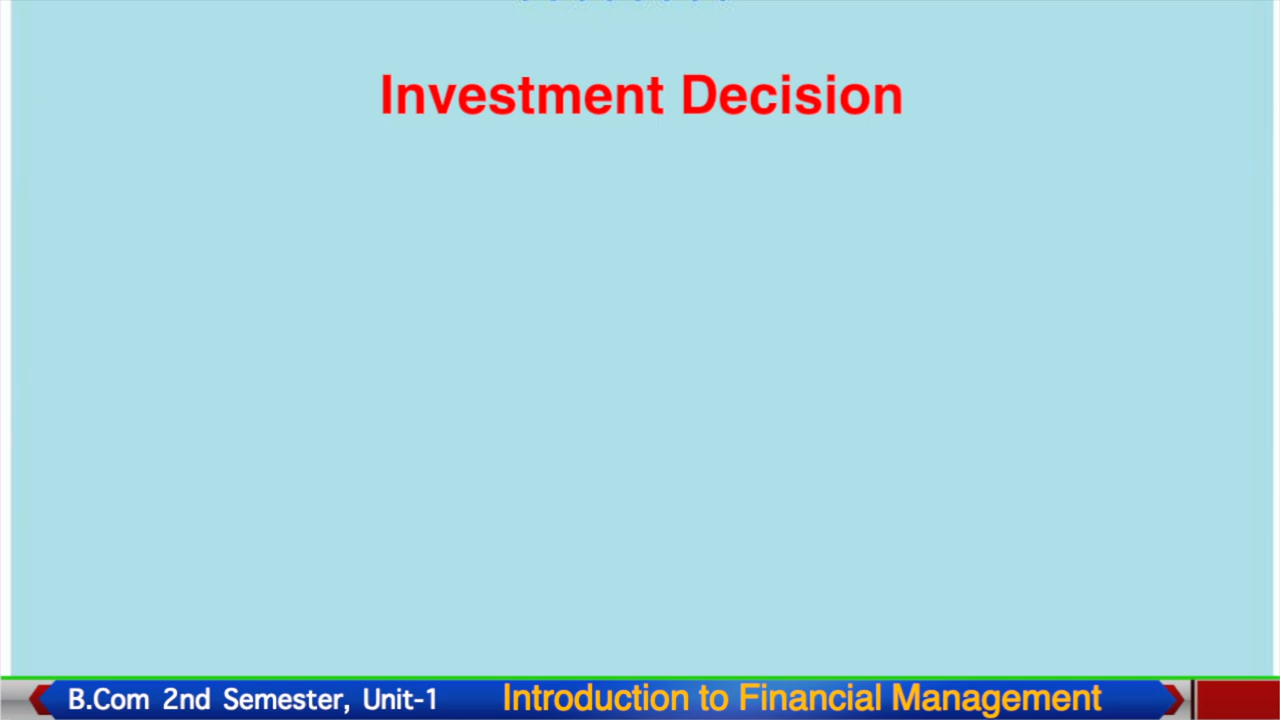 Investment Decision
B.Com 2nd Semester, Unit-1 Introduction to Financial Management